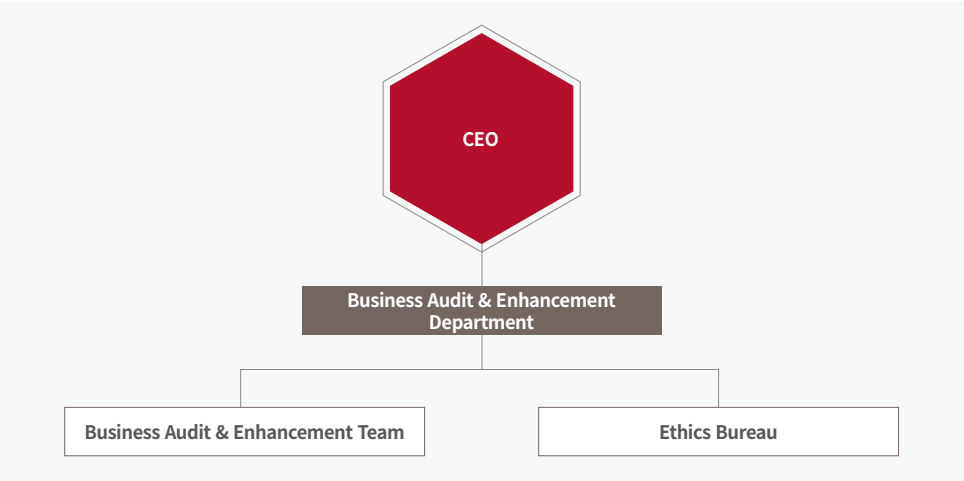 CEO
Business Audit & Enhancement
Department
Business Audit & Enhancement Team
Ethics Bureau